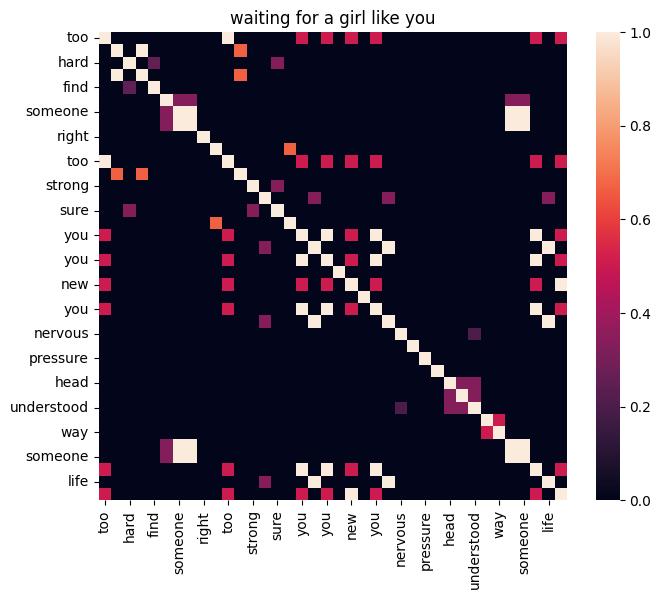 waiting for a girl like you
too
hard
find
someone
right
too
strong
sure
you
you
new
you
nervous
pressure
head
understood
way
someone
life
1.0
0.8
0.6
0.4
0.2
0.0
too
hard
find
someone
right
too
strong
sure
you
you
new
you
nervous
pressure
head
understood
way
someone
life